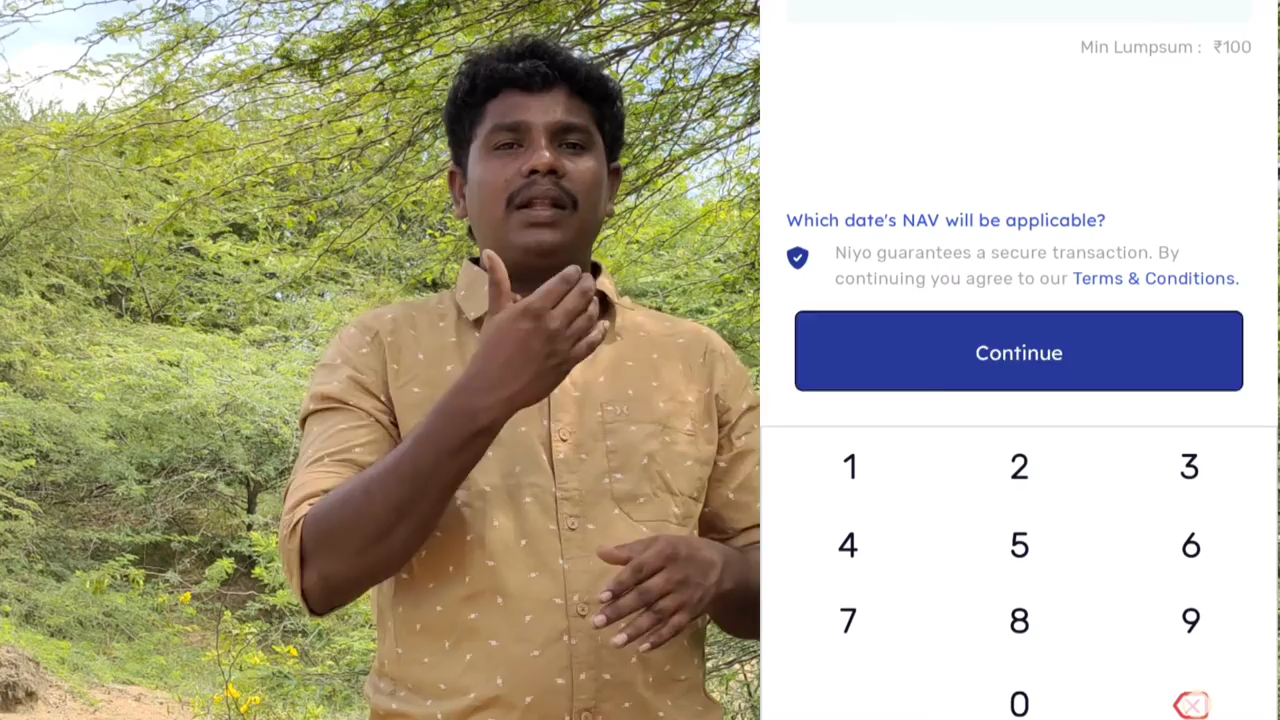 Min Lumpsum : ₹100
Which date's NAV will be applicable?
Niyo guarantees a secure transaction. By
continuing you agree to our Terms & Conditions.
Continue
1 2 3
4 5 6
7 8 9
0